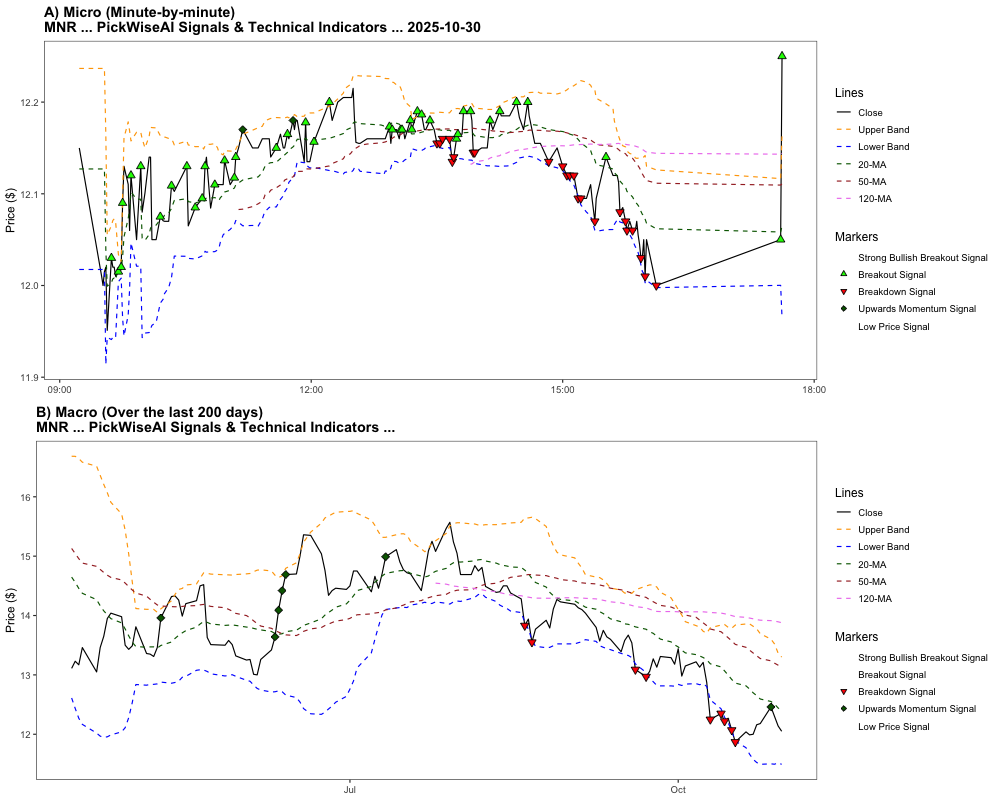 A) Micro (Minute-by-minute)
MNR ... PickWiseAI Signals & Technical Indicators ... 2025-10-30
Price ($)
12.2
12.1
12.0
11.9
09:00
12:00
15:00
18:00
Lines
Close
Upper Band
Lower Band
20-MA
50-MA
120-MA
Markers
Strong Bullish Breakout Signal
Breakout Signal
Breakdown Signal
Upwards Momentum Signal
Low Price Signal
B) Macro (Over the last 200 days)
MNR ... PickWiseAI Signals & Technical Indicators ...
Price ($)
16
15
14
13
12
Jul
Oct
Lines
Close
Upper Band
Lower Band
20-MA
50-MA
120-MA
Markers
Strong Bullish Breakout Signal
Breakout Signal
Breakdown Signal
Upwards Momentum Signal
Low Price Signal